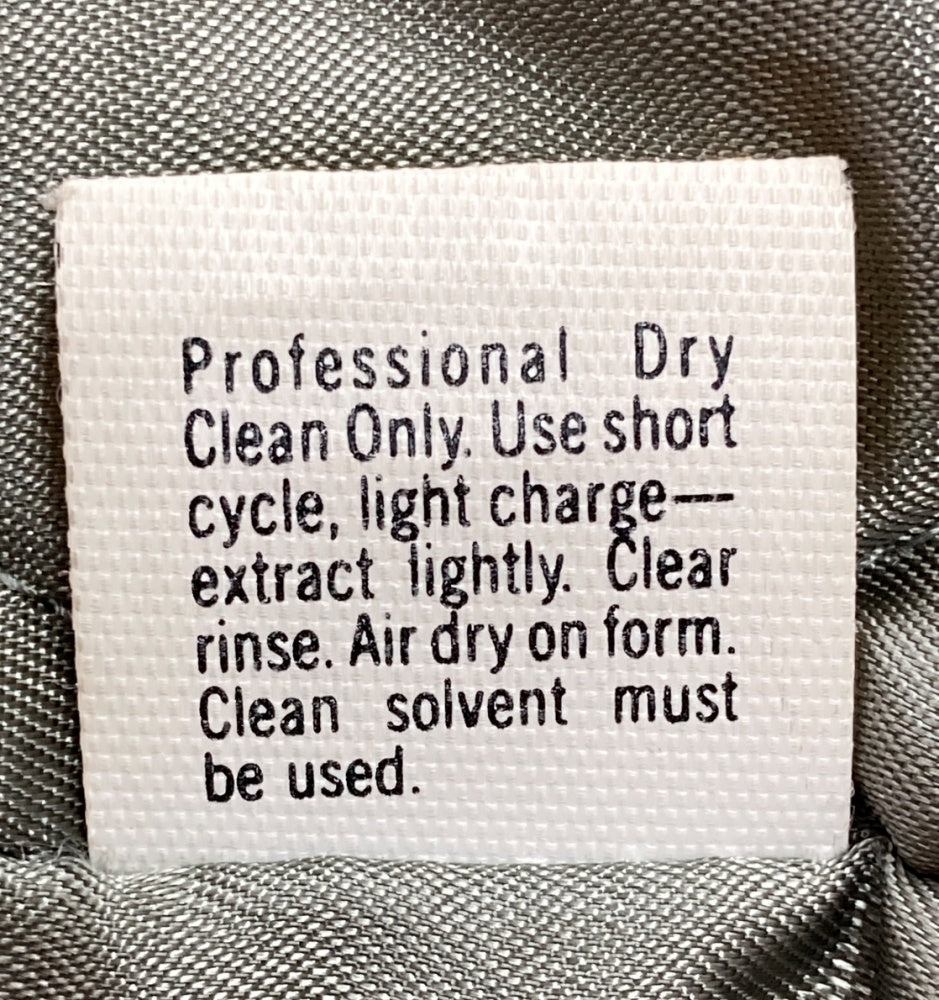 Professional Dry
Clean Only. Use short
cycle, light charge—
extract lightly. Clear
rinse. Air dry on form.
Clean solvent must
be used.